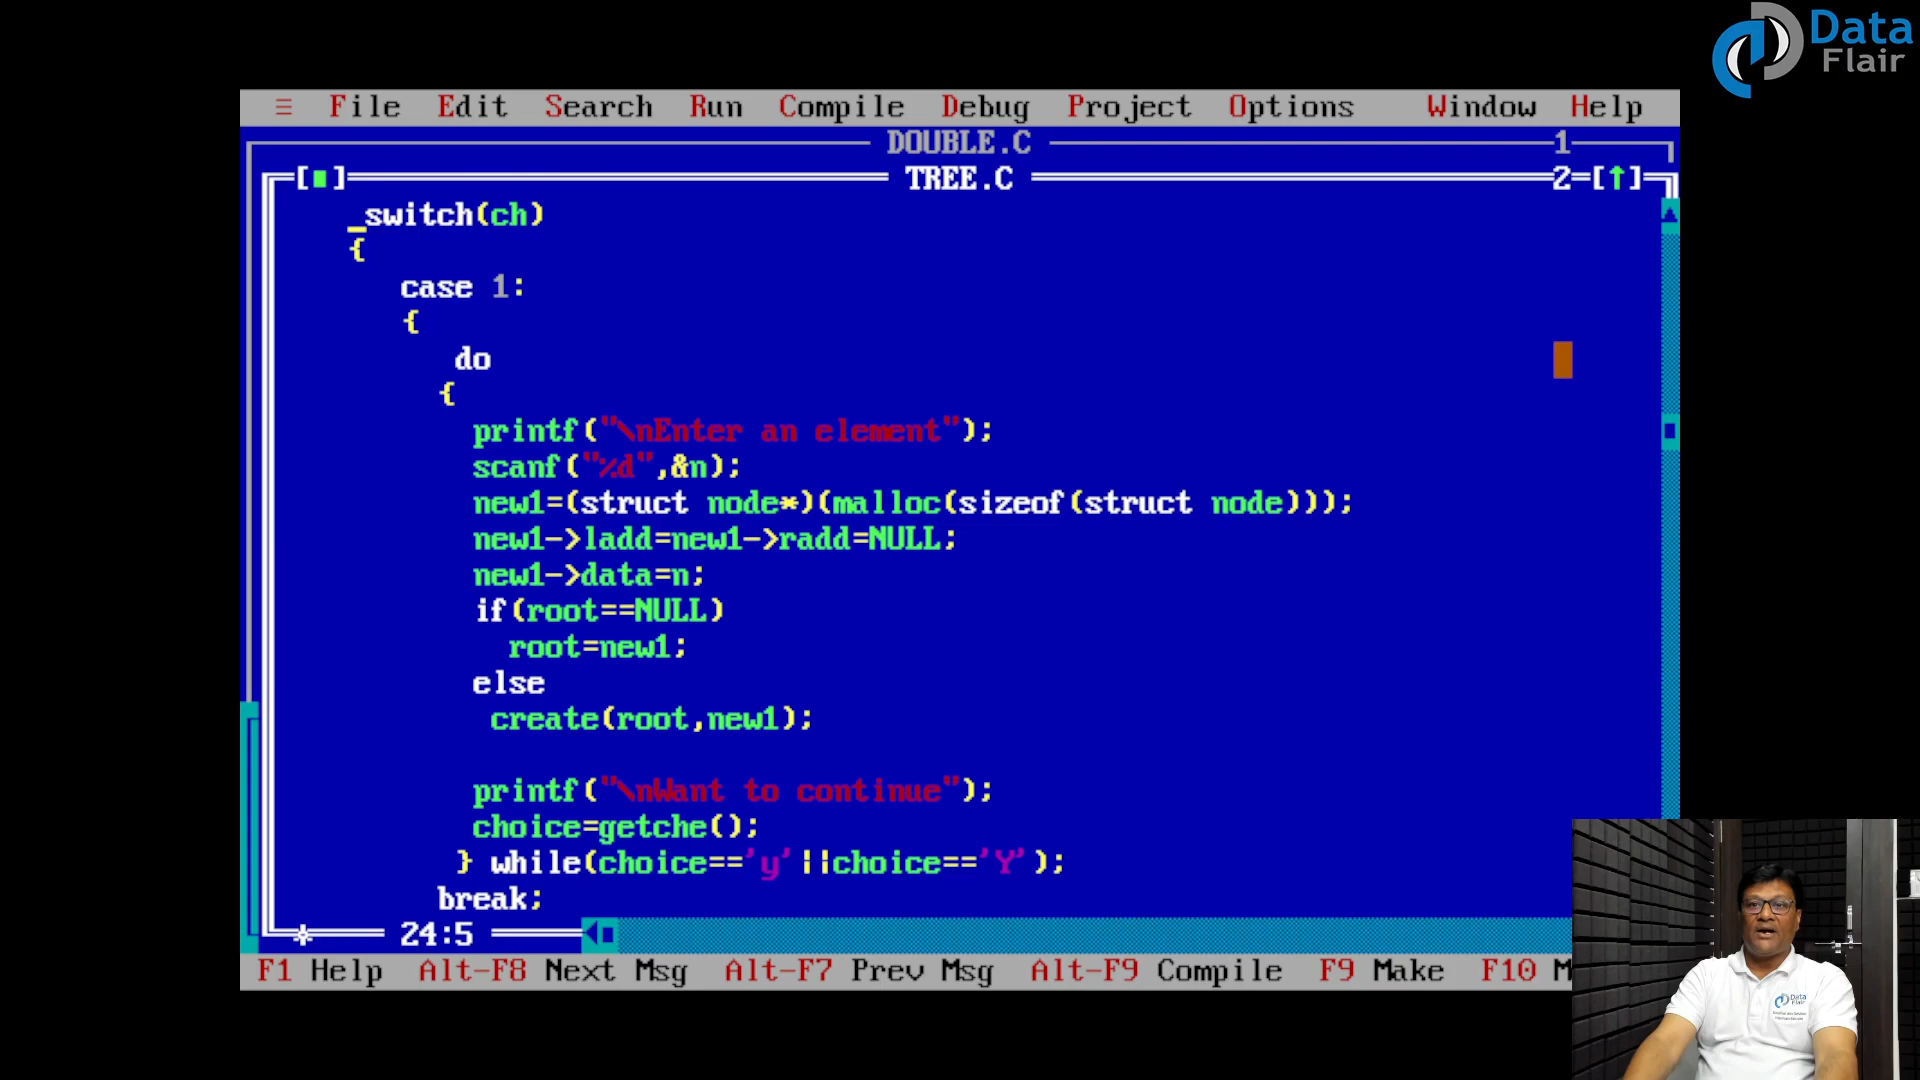 Data
Flair
≡ File Edit Search Run Compile Debug Project Options Window Help
DOUBLE.C 1
[■] TREE.C 2=[↑]
_switch(ch)
{
case 1:
{
do
{
printf("\nEnter an element");
scanf("%d",&n);
new1=(struct node*)(malloc(sizeof(struct node)));
new1->ladd=new1->radd=NULL;
new1->data=n;
if(root==NULL)
root=new1;
else
create(root,new1);
printf("\nWant to continue");
choice=getche();
} while(choice=='y'||choice=='Y');
break;
24:5
F1 Help Alt-F8 Next Msg Alt-F7 Prev Msg Alt-F9 Compile F9 Make F10 M
Data
Flair